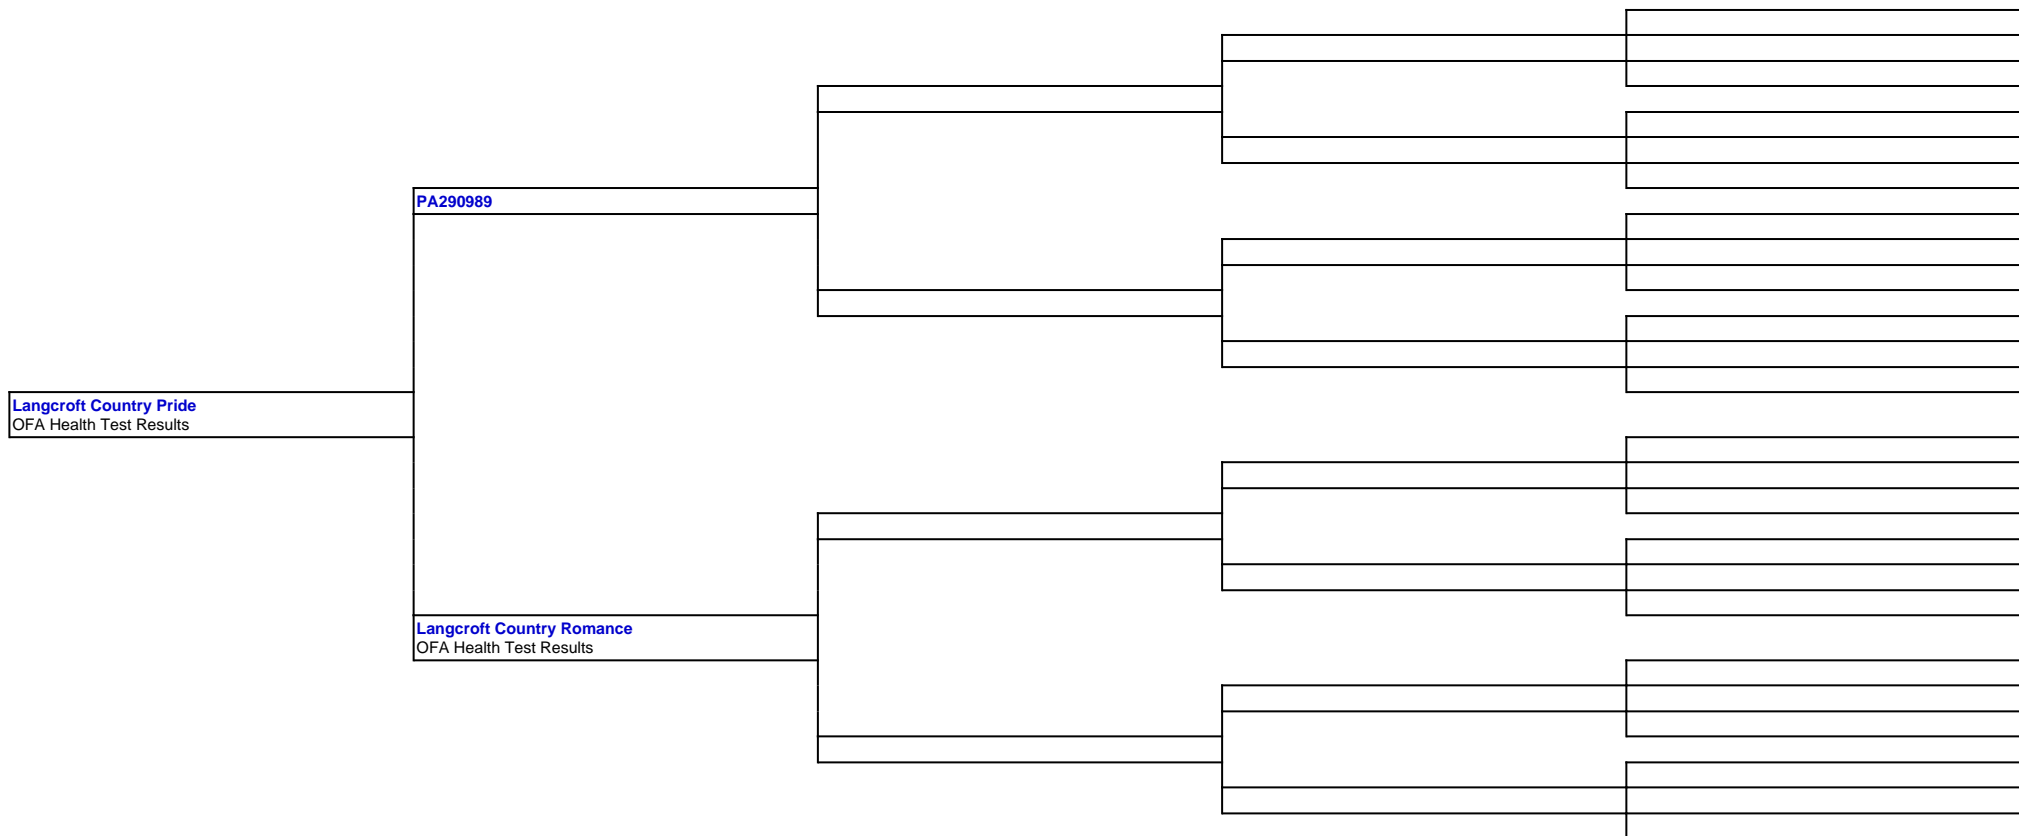 PA290989
Langcroft Country Pride
OFA Health Test Results
Langcroft Country Romance
OFA Health Test Results